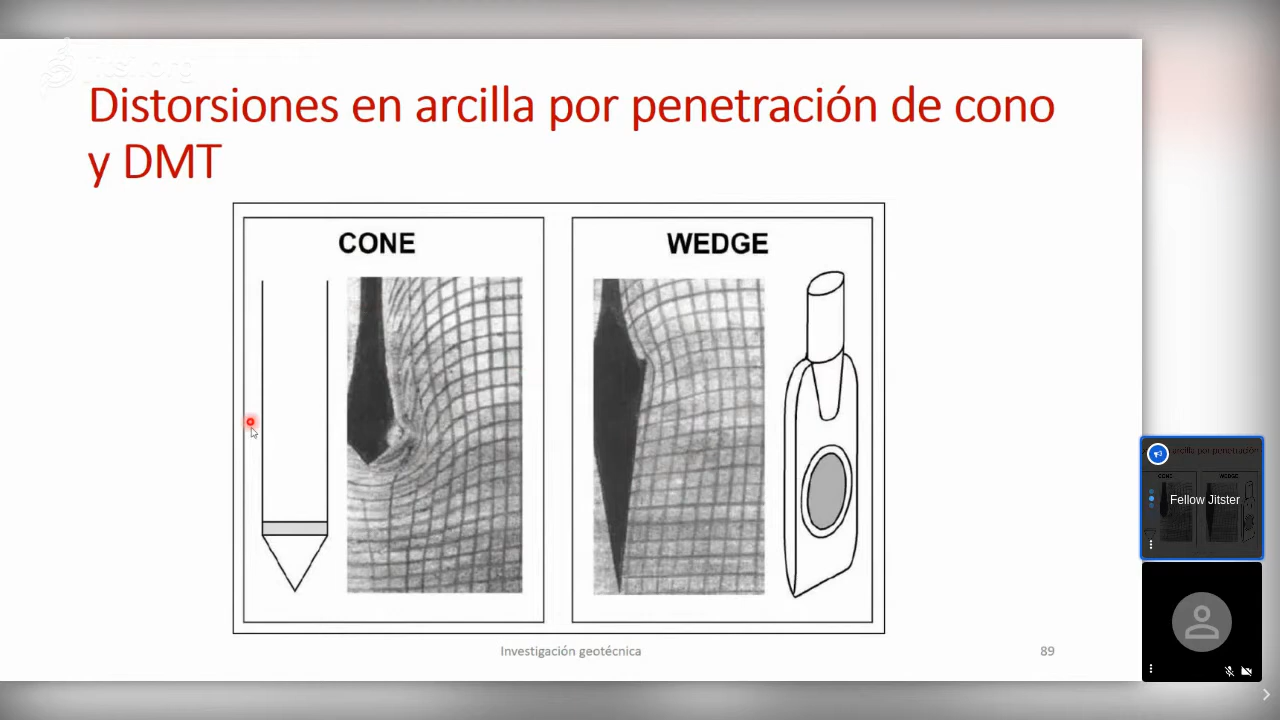 Distorsiones en arcilla por penetración de cono
y DMT
CONE
WEDGE
Investigación geotécnica
89
Fellow Jitster